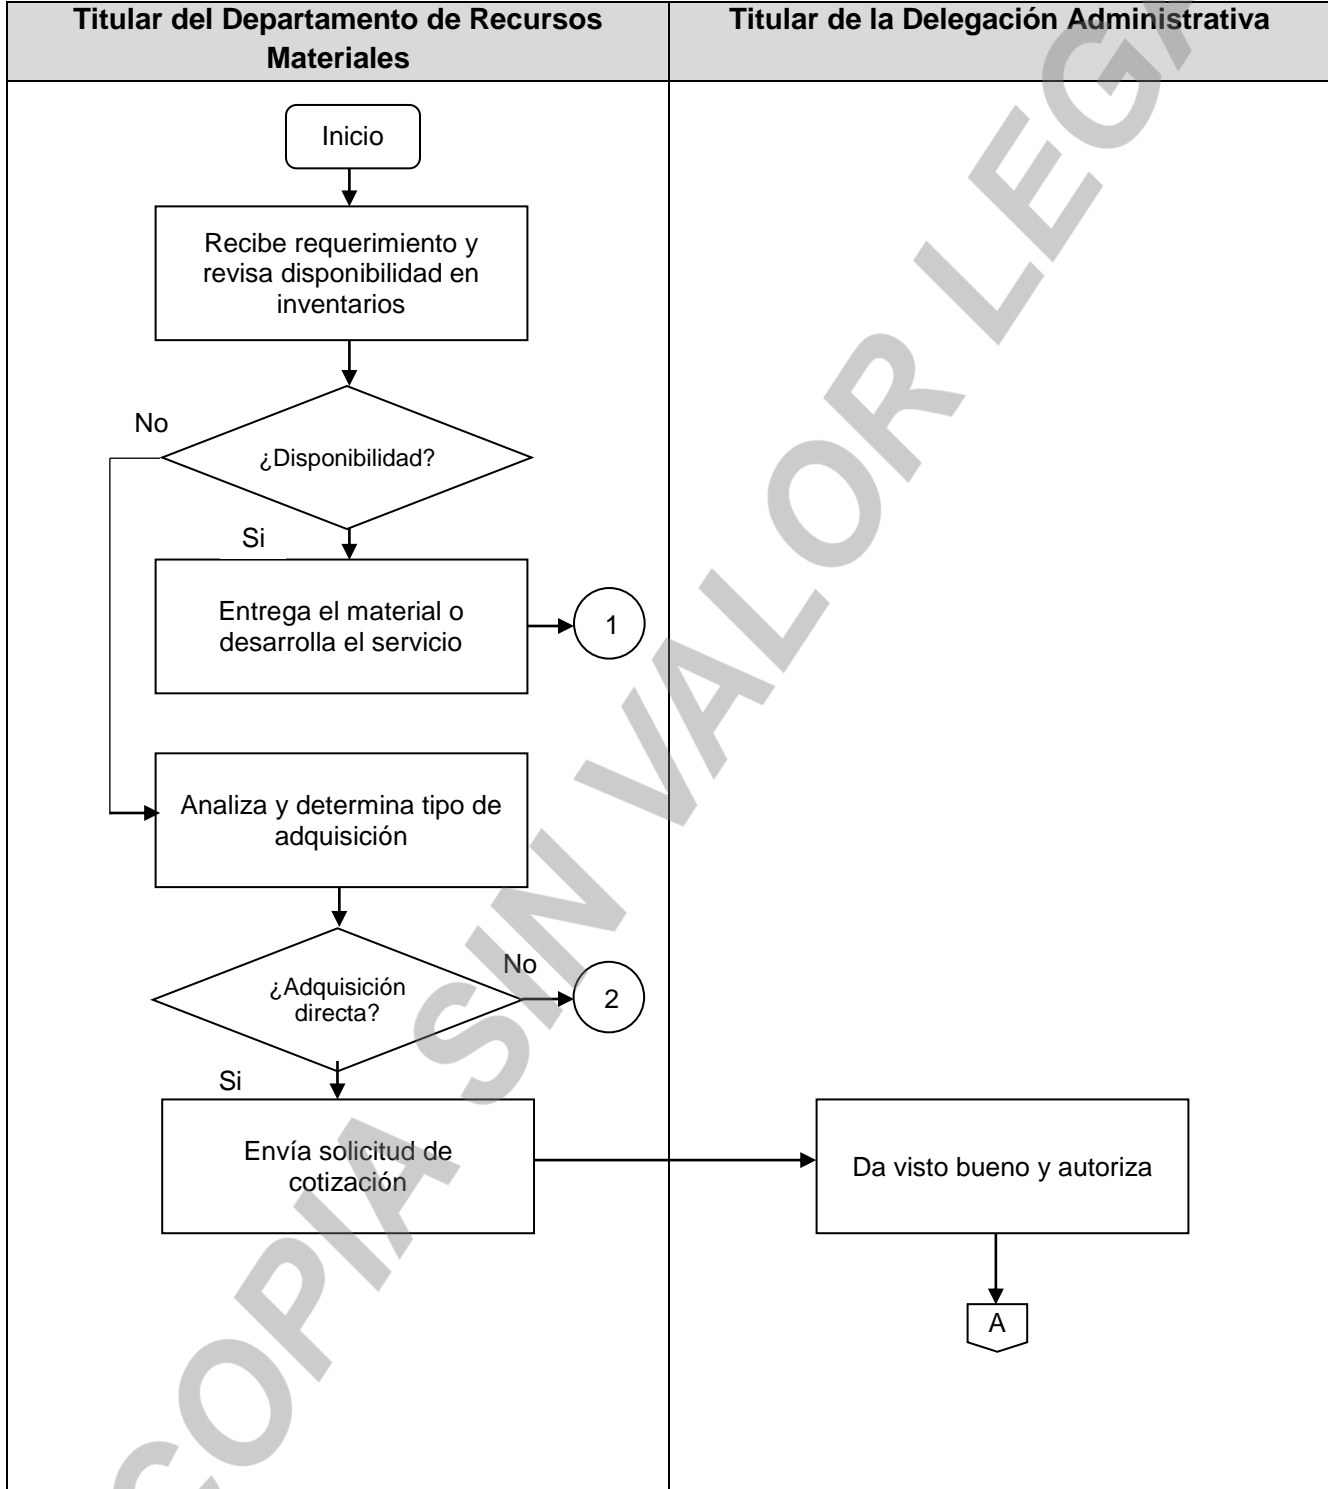 Titular del Departamento de Recursos
Materiales
Titular de la Delegación Administrativa
Inicio
Recibe requerimiento y
revisa disponibilidad en
inventarios
No
¿Disponibilidad?
Si
Entrega el material o
desarrolla el servicio
1
Analiza y determina tipo de
adquisición
¿Adquisición
directa?
No
2
Si
Envía solicitud de
cotización
Da visto bueno y autoriza
A
COPIA SIN VALOR LEGA